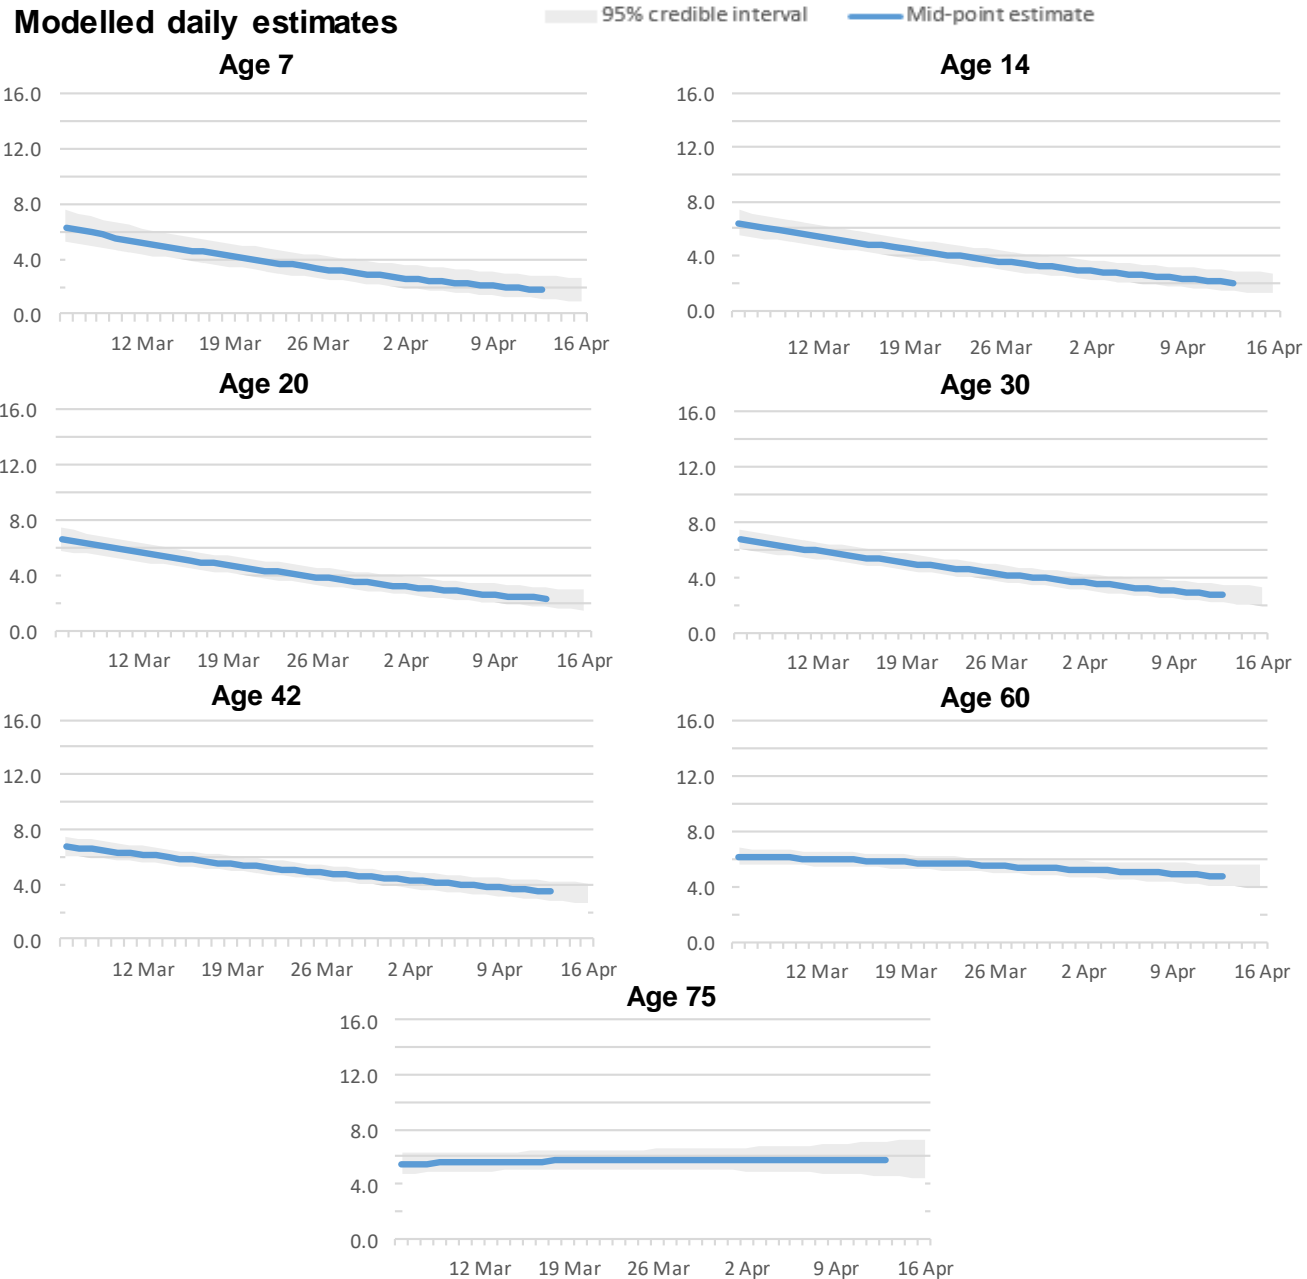 Modelled daily estimates
95% credible interval Mid-point estimate
Age 7 Age 14
16.0 16.0
12.0 12.0
8.0 8.0
4.0 4.0
0.0 0.0
12 Mar 19 Mar 26 Mar 2 Apr 9 Apr 16 Apr 12 Mar 19 Mar 26 Mar 2 Apr 9 Apr 16 Apr
Age 20 Age 30
16.0 16.0
12.0 12.0
8.0 8.0
4.0 4.0
0.0 0.0
12 Mar 19 Mar 26 Mar 2 Apr 9 Apr 16 Apr 12 Mar 19 Mar 26 Mar 2 Apr 9 Apr 16 Apr
Age 42 Age 60
16.0 16.0
12.0 12.0
8.0 8.0
4.0 4.0
0.0 0.0
12 Mar 19 Mar 26 Mar 2 Apr 9 Apr 16 Apr 12 Mar 19 Mar 26 Mar 2 Apr 9 Apr 16 Apr
Age 75
16.0
12.0
8.0
4.0
0.0
12 Mar 19 Mar 26 Mar 2 Apr 9 Apr 16 Apr